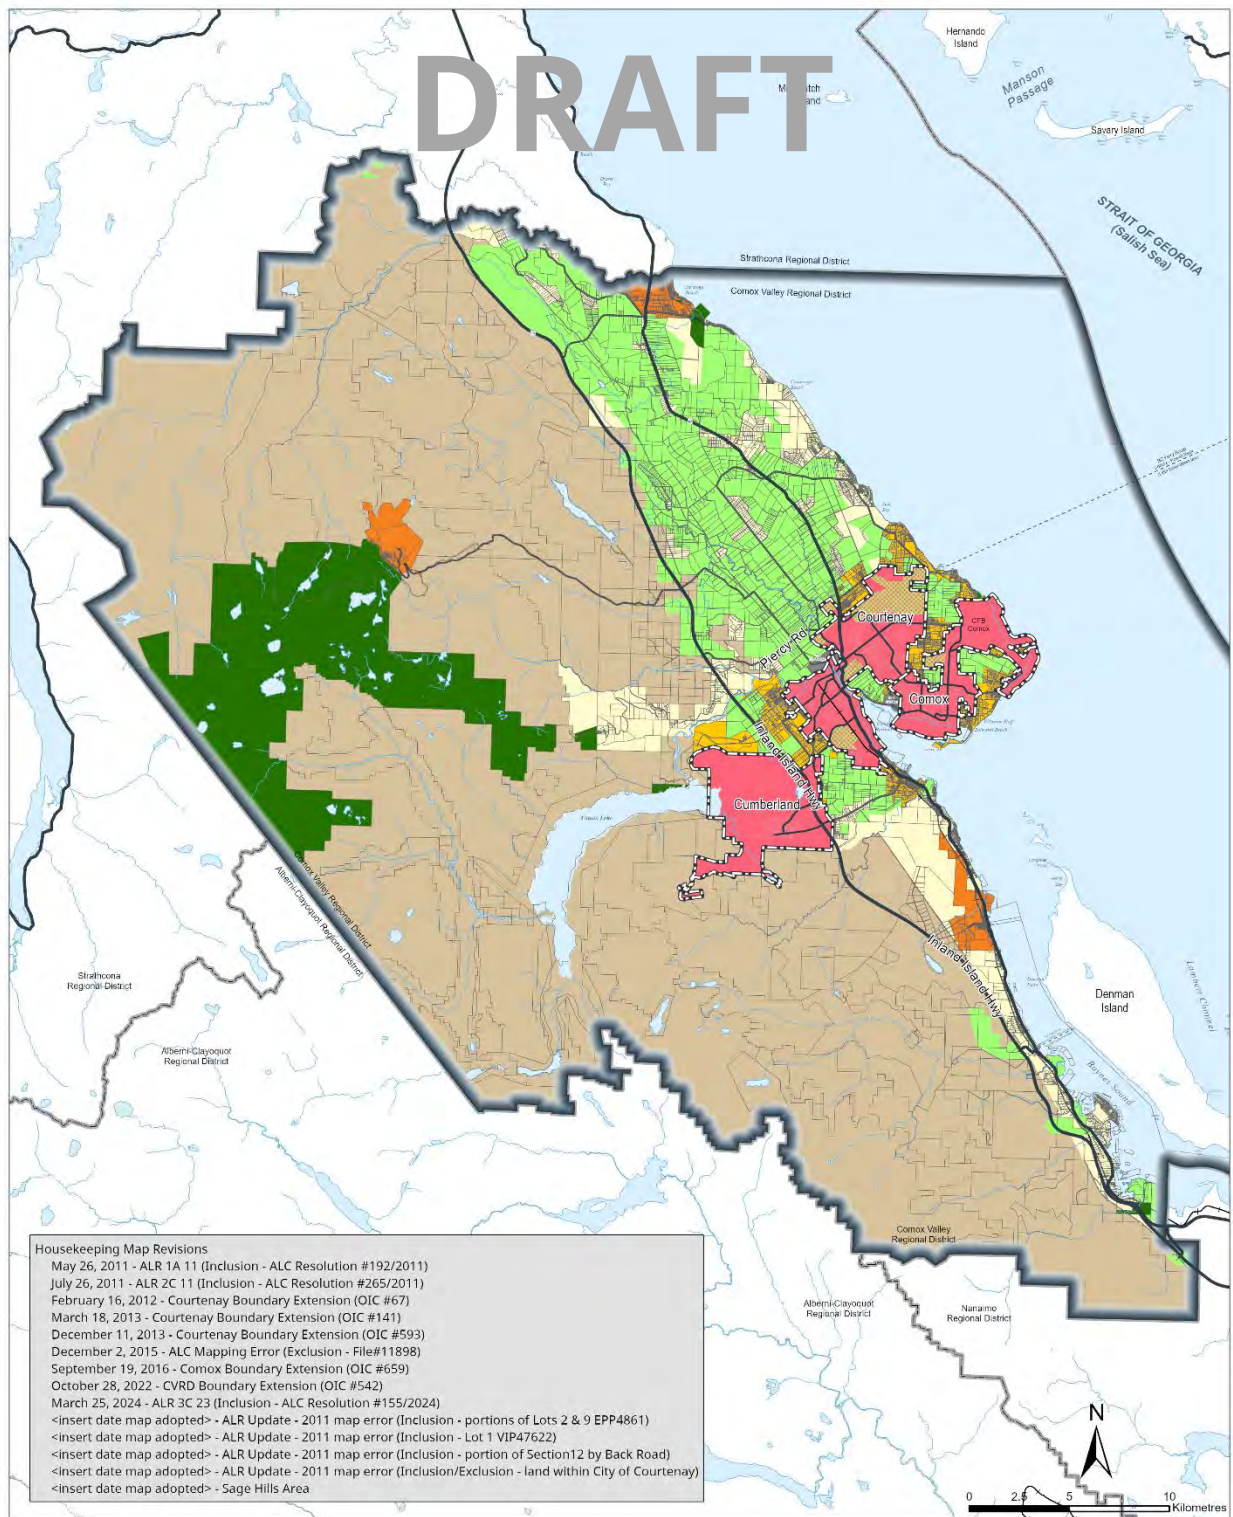 DRAFT
Hernando
Island
Manson
Passage
Savary Island
STRAIT OF GEORGIA
(Salish Sea)
Strathcona Regional District
Comox Valley Regional District
Courtenay
CFB
Comox
Piercy Rd
Comox
Inland Island Hwy
Cumberland
Comox Lake
Comox Valley Regional District
Alberni-Clayoquot Regional District
Inland Island Hwy
Strathcona
Regional District
Denman
Island
Lambert Channel
Alberni-Clayoquot
Regional District
Baynes Sound
Comox Valley
Regional District
Alberni-Clayoquot
Regional District
Nanaimo
Regional District
Housekeeping Map Revisions
May 26, 2011 - ALR 1A 11 (Inclusion - ALC Resolution #192/2011)
July 26, 2011 - ALR 2C 11 (Inclusion - ALC Resolution #265/2011)
February 16, 2012 - Courtenay Boundary Extension (OIC #67)
March 18, 2013 - Courtenay Boundary Extension (OIC #141)
December 11, 2013 - Courtenay Boundary Extension (OIC #593)
December 2, 2015 - ALC Mapping Error (Exclusion - File#11898)
September 19, 2016 - Comox Boundary Extension (OIC #659)
October 28, 2022 - CVRD Boundary Extension (OIC #542)
March 25, 2024 - ALR 3C 23 (Inclusion - ALC Resolution #155/2024)
<insert date map adopted> - ALR Update - 2011 map error (Inclusion - portions of Lots 2 & 9 EPP4861)
<insert date map adopted> - ALR Update - 2011 map error (Inclusion - Lot 1 VIP47622)
<insert date map adopted> - ALR Update - 2011 map error (Inclusion - portion of Section12 by Back Road)
<insert date map adopted> - ALR Update - 2011 map error (Inclusion/Exclusion - land within City of Courtenay)
<insert date map adopted> - Sage Hills Area
N
0 2.5 5 10
Kilometres